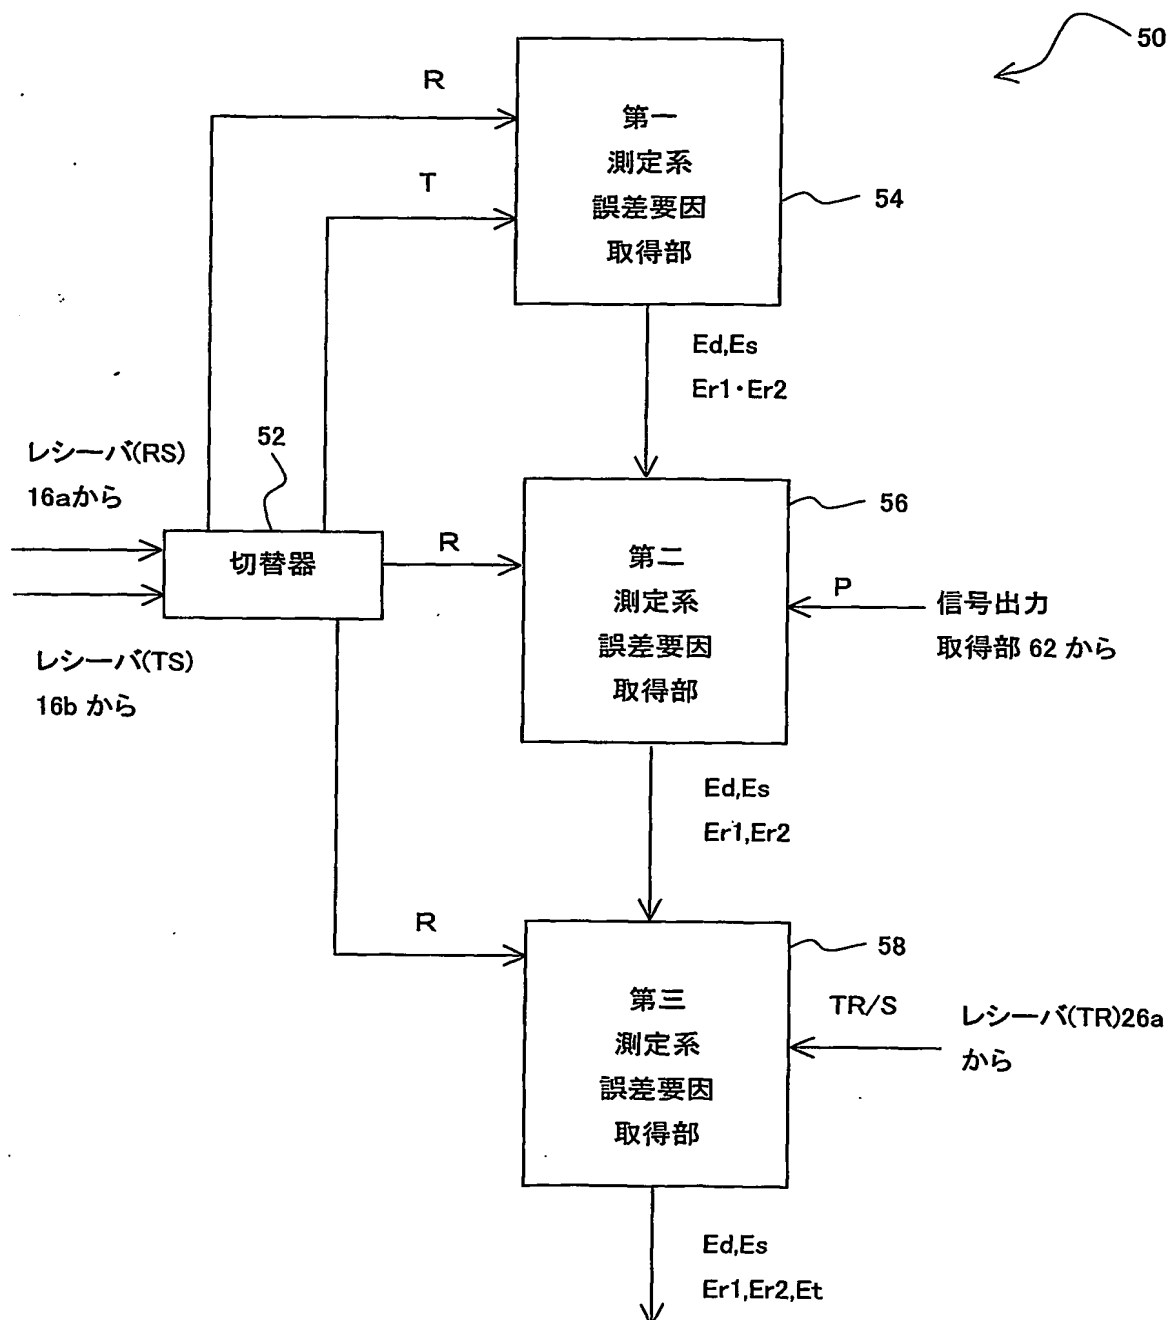 50
R
第一
測定系
誤差要因
取得部
T
54
Ed,Es
Er1・Er2
レシーバ(RS)
16aから
52
切替器
レシーバ(TS)
16b から
R
第二
測定系
誤差要因
取得部
56
P
信号出力
取得部 62 から
Ed,Es
Er1,Er2
R
第三
測定系
誤差要因
取得部
58
TR/S
レシーバ(TR)26a
から
Ed,Es
Er1,Er2,Et